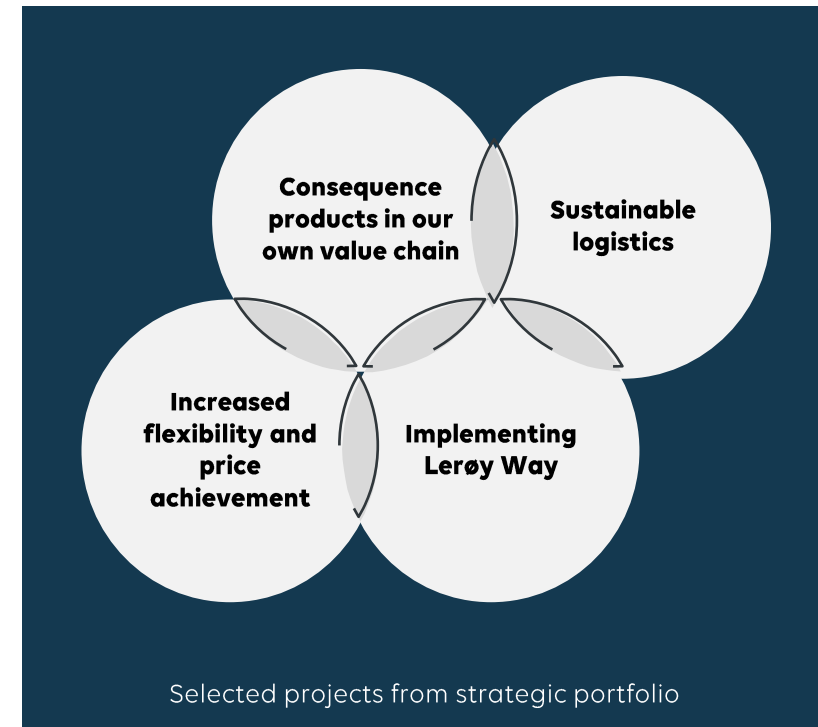 Consequence
products in our
own value chain
Sustainable
logistics
Increased
flexibility and
price
achievement
Implementing
Lerøy Way
Selected projects from strategic portfolio